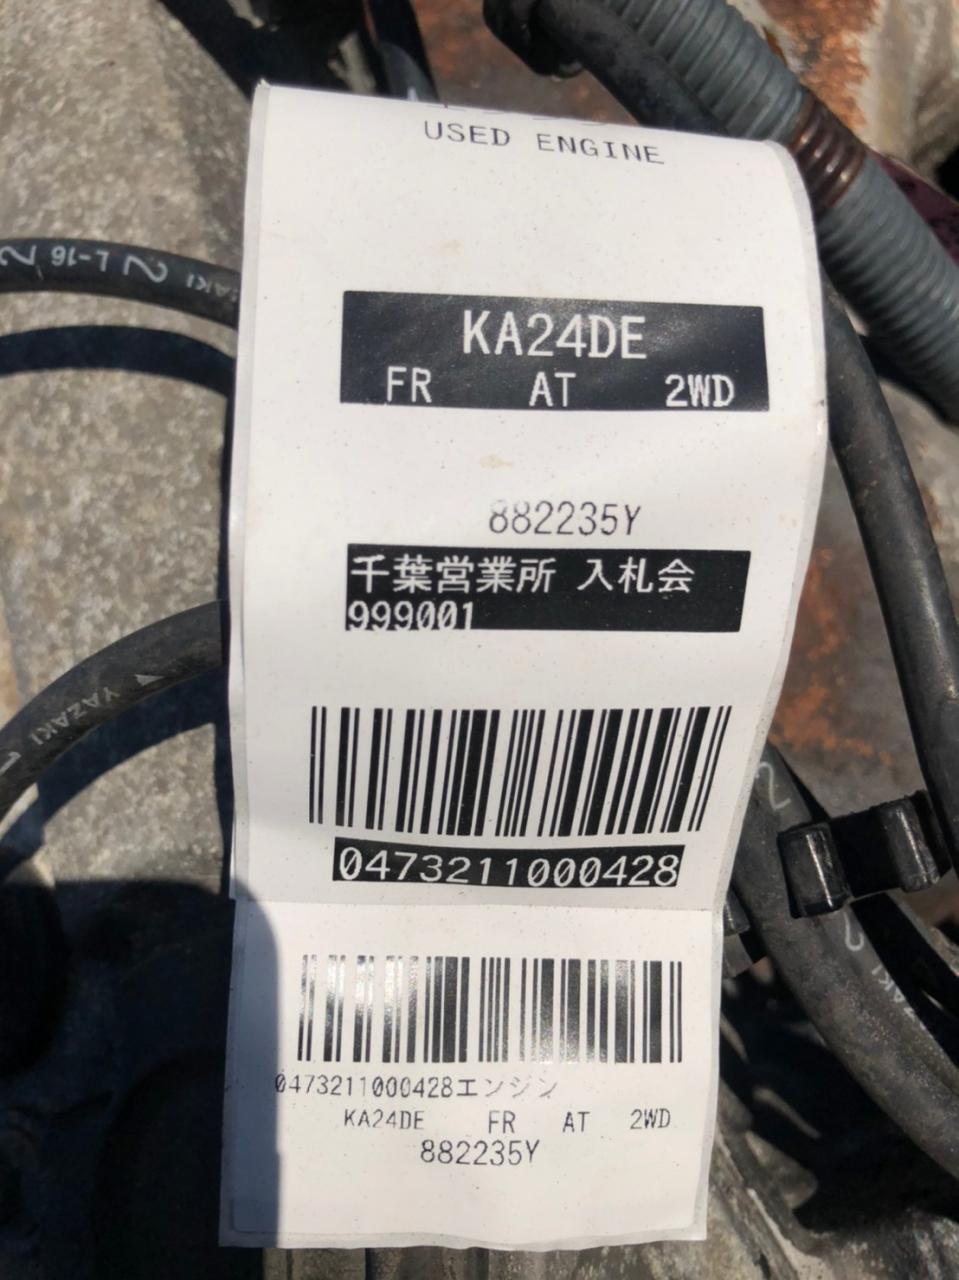 USED ENGINE
KA24DE
FR AT 2WD
882235Y
千葉営業所 入札会
999001
0473211000428
0473211000428エンジン
KA24DE FR AT 2WD
882235Y
L-16
YAZAKI